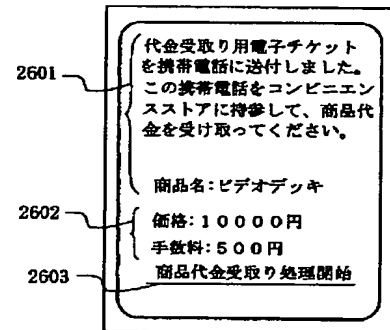 代金受取り用電子チケット
を携帯電話に送付しました。
この携帯電話をコンビニエン
スストアに持参して、商品代
金を受け取ってください。
2601
商品名：ビデオデッキ
2602
価格：１００００円
手数料：５００円
2603
商品代金受取り処理開始